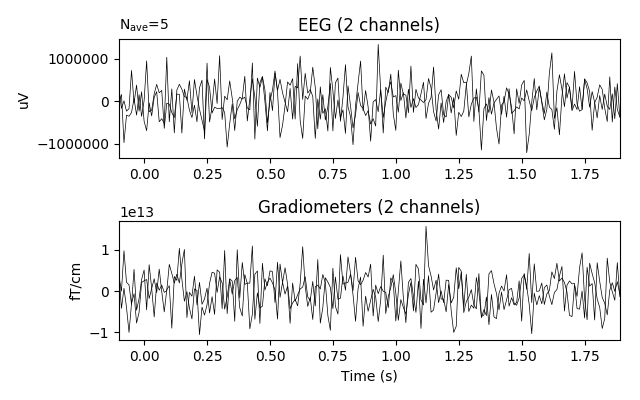 N_ave=5
EEG (2 channels)
uV
1000000
0
−1000000
0.00 0.25 0.50 0.75 1.00 1.25 1.50 1.75
1e13
Gradiometers (2 channels)
fT/cm
1
0
−1
0.00 0.25 0.50 0.75 1.00 1.25 1.50 1.75
Time (s)